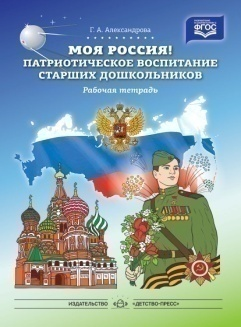 Г. А. Александрова
ФГОС
МОЯ РОССИЯ!
ПАТРИОТИЧЕСКОЕ ВОСПИТАНИЕ
СТАРШИХ ДОШКОЛЬНИКОВ
Рабочая тетрадь
ИЗДАТЕЛЬСТВО «ДЕТСТВО-ПРЕСС»